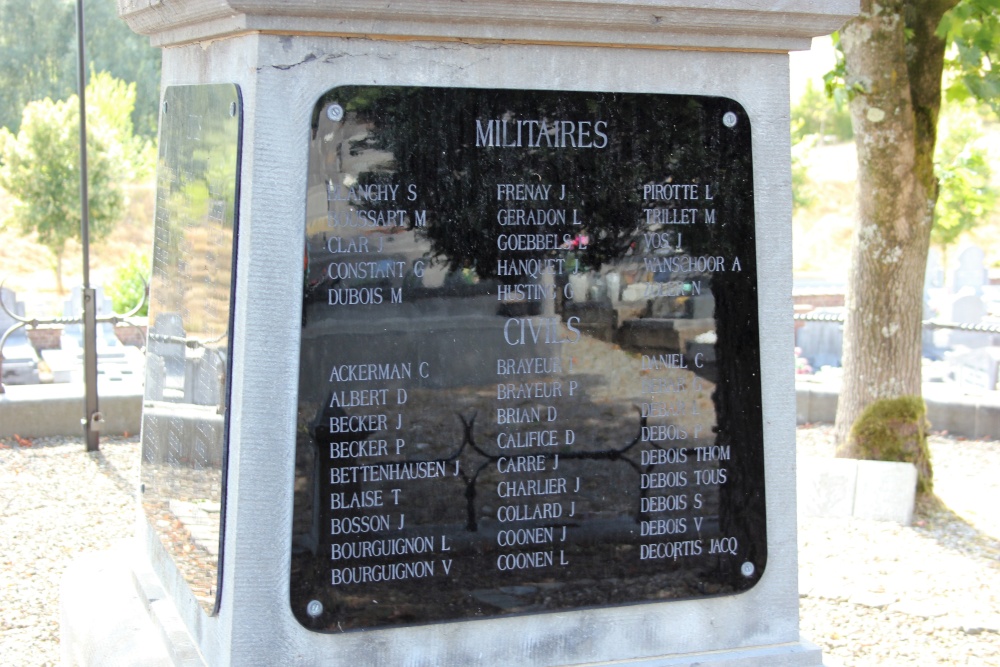 MILITAIRES
BLANCHY S
BOUSSART M
CLAR J
CONSTANT G
DUBOIS M
FRENAY J
GERADON L
GOEBBELS
HANQUET J
HUSTING
PIROTTE L
TRILLET M
VOS J
WANSCHOOR A
CIVILS
ACKERMAN C
ALBERT D
BECKER J
BECKER P
BETTENHAUSEN J
BLAISE T
BOSSON J
BOURGUIGNON L
BOURGUIGNON V
BRAYEUR
BRAYEUR P
BRIAN D
CALIFICE D
CARRE J
CHARLIER J
COLLARD J
COONEN J
COONEN L
DANIEL C
DEBOIS
DEBOIS THOM
DEBOIS TOUS
DEBOIS S
DEBOIS V
DECORTIS JACQ